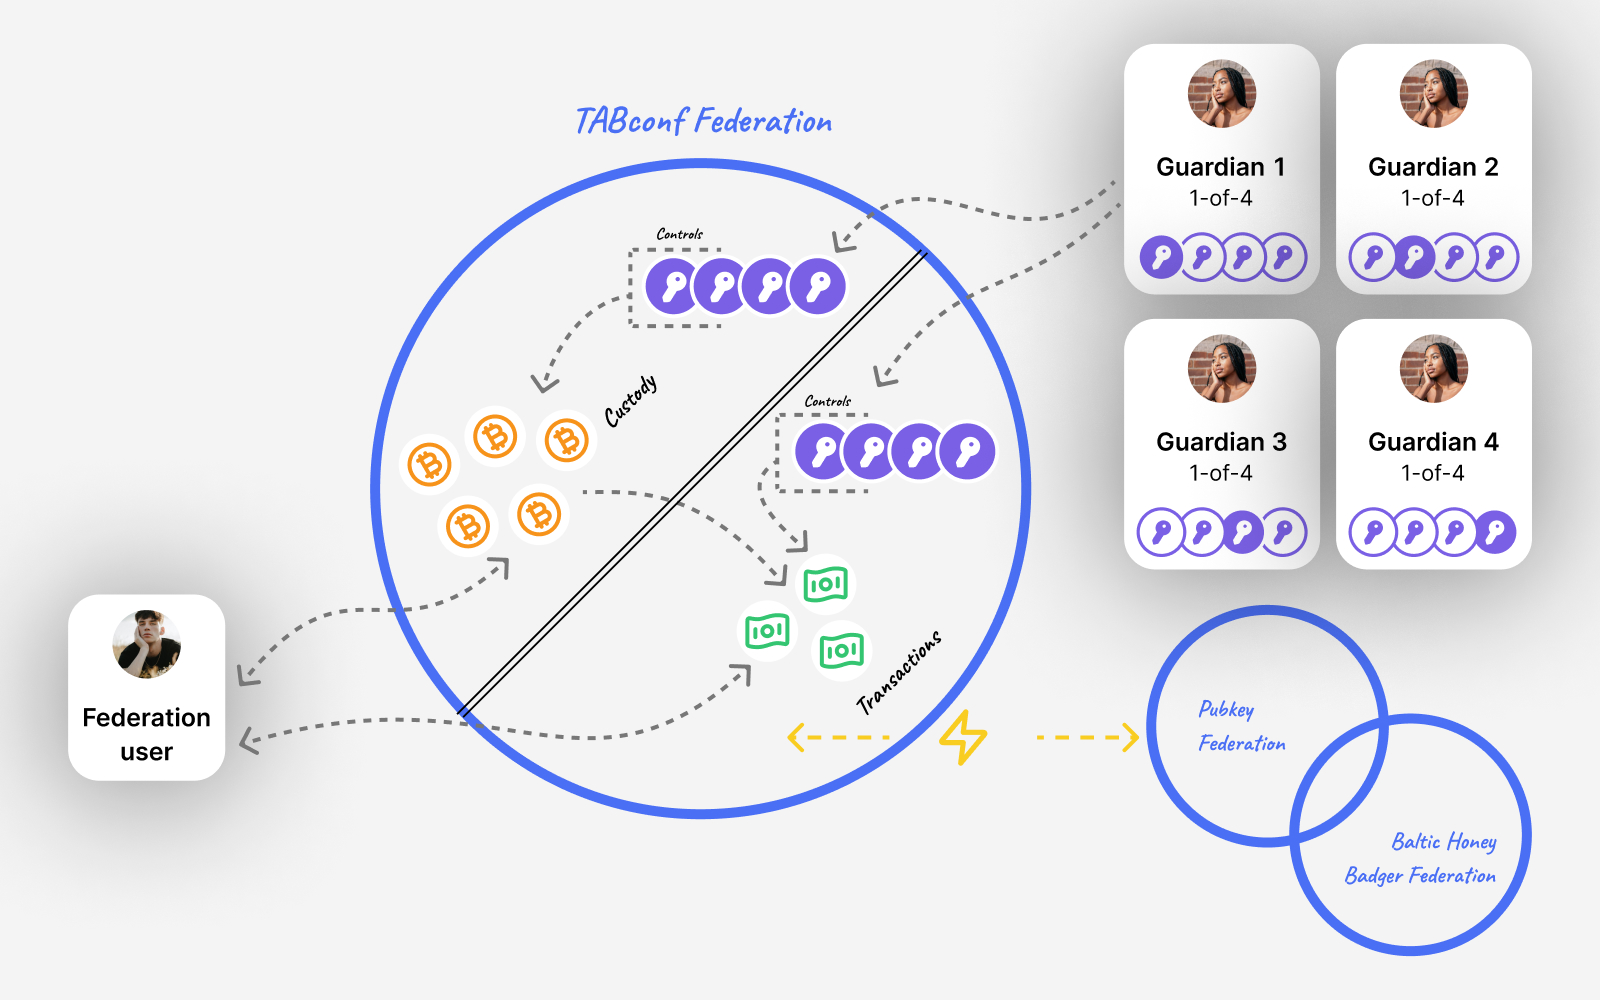 TABconf Federation
Guardian 1
1-of-4
Guardian 2
1-of-4
Controls
Custody
Controls
Guardian 3
1-of-4
Guardian 4
1-of-4
Federation
user
Transactions
Pubkey
Federation
Baltic Honey
Badger Federation